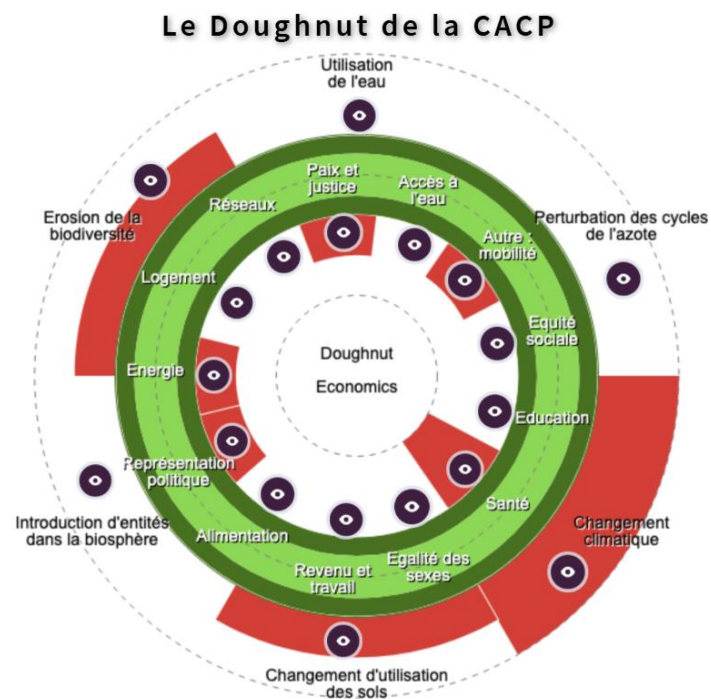 Le Doughnut de la CACP
Utilisation
de l'eau
Paix et
justice
Accès à
l'eau
Réseaux
Erosion de la
biodiversité
Perturbation des cycles
de l'azote
Autre :
mobilité
Logement
Equité
sociale
Doughnut
Economics
Energie
Education
Représentation
politique
Santé
Introduction d'entités
dans la biosphère
Changement
climatique
Alimentation
Egalité des
sexes
Revenu et
travail
Changement d'utilisation
des sols